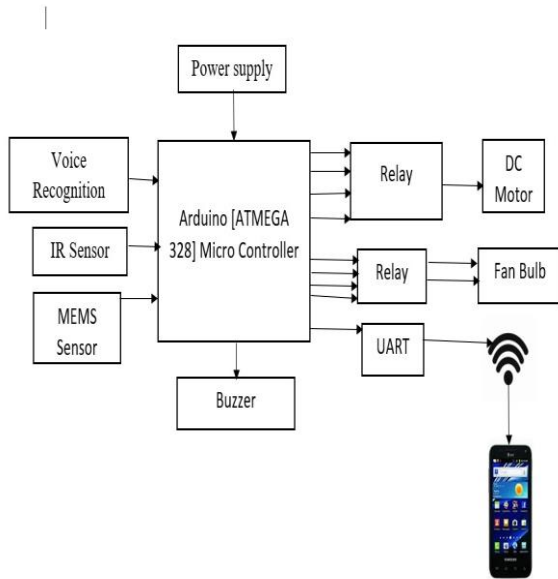 Power supply
Voice
Recognition
IR Sensor
MEMS
Sensor
Arduino [ATMEGA
328] Micro Controller
Relay
DC
Motor
Relay
Fan Bulb
UART
Buzzer